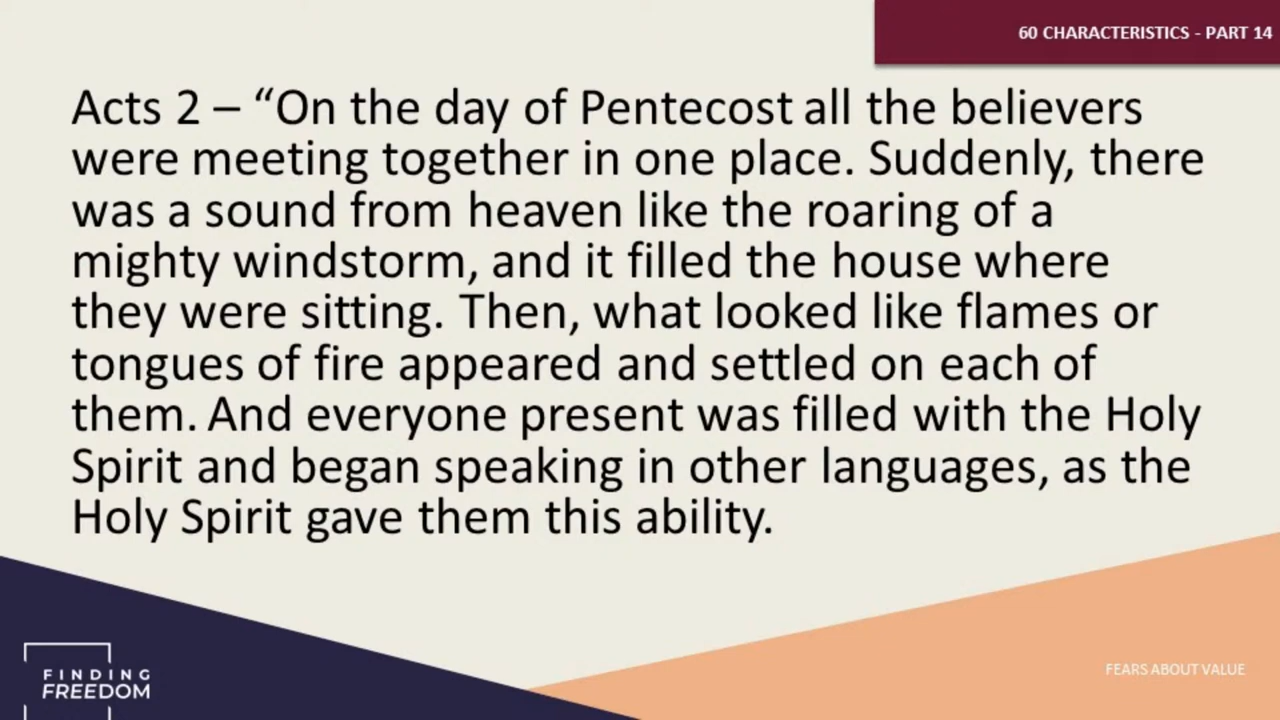 60 CHARACTERISTICS - PART 14
Acts 2 – “On the day of Pentecost all the believers
were meeting together in one place. Suddenly, there
was a sound from heaven like the roaring of a
mighty windstorm, and it filled the house where
they were sitting. Then, what looked like flames or
tongues of fire appeared and settled on each of
them. And everyone present was filled with the Holy
Spirit and began speaking in other languages, as the
Holy Spirit gave them this ability.
FINDING
FREEDOM
FEARS ABOUT VALUE